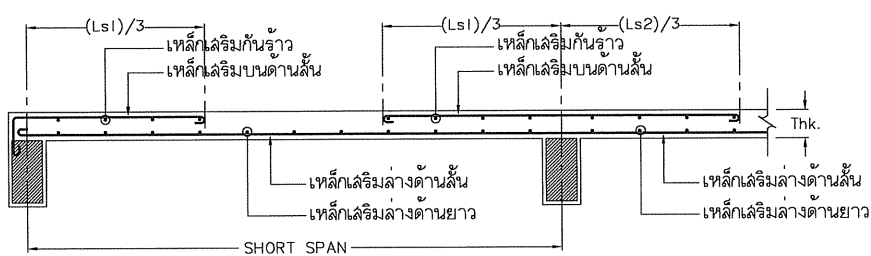 (Lsl)/3 (Lsl)/3 (Ls2)/3
เหล็กเสริมกันร้าว เหล็กเสริมกันร้าว
เหล็กเสริมบนด้านสั้น เหล็กเสริมบนด้านสั้น
Thk.
เหล็กเสริมล่างด้านสั้น เหล็กเสริมล่างด้านสั้น
เหล็กเสริมล่างด้านยาว เหล็กเสริมล่างด้านยาว
SHORT SPAN